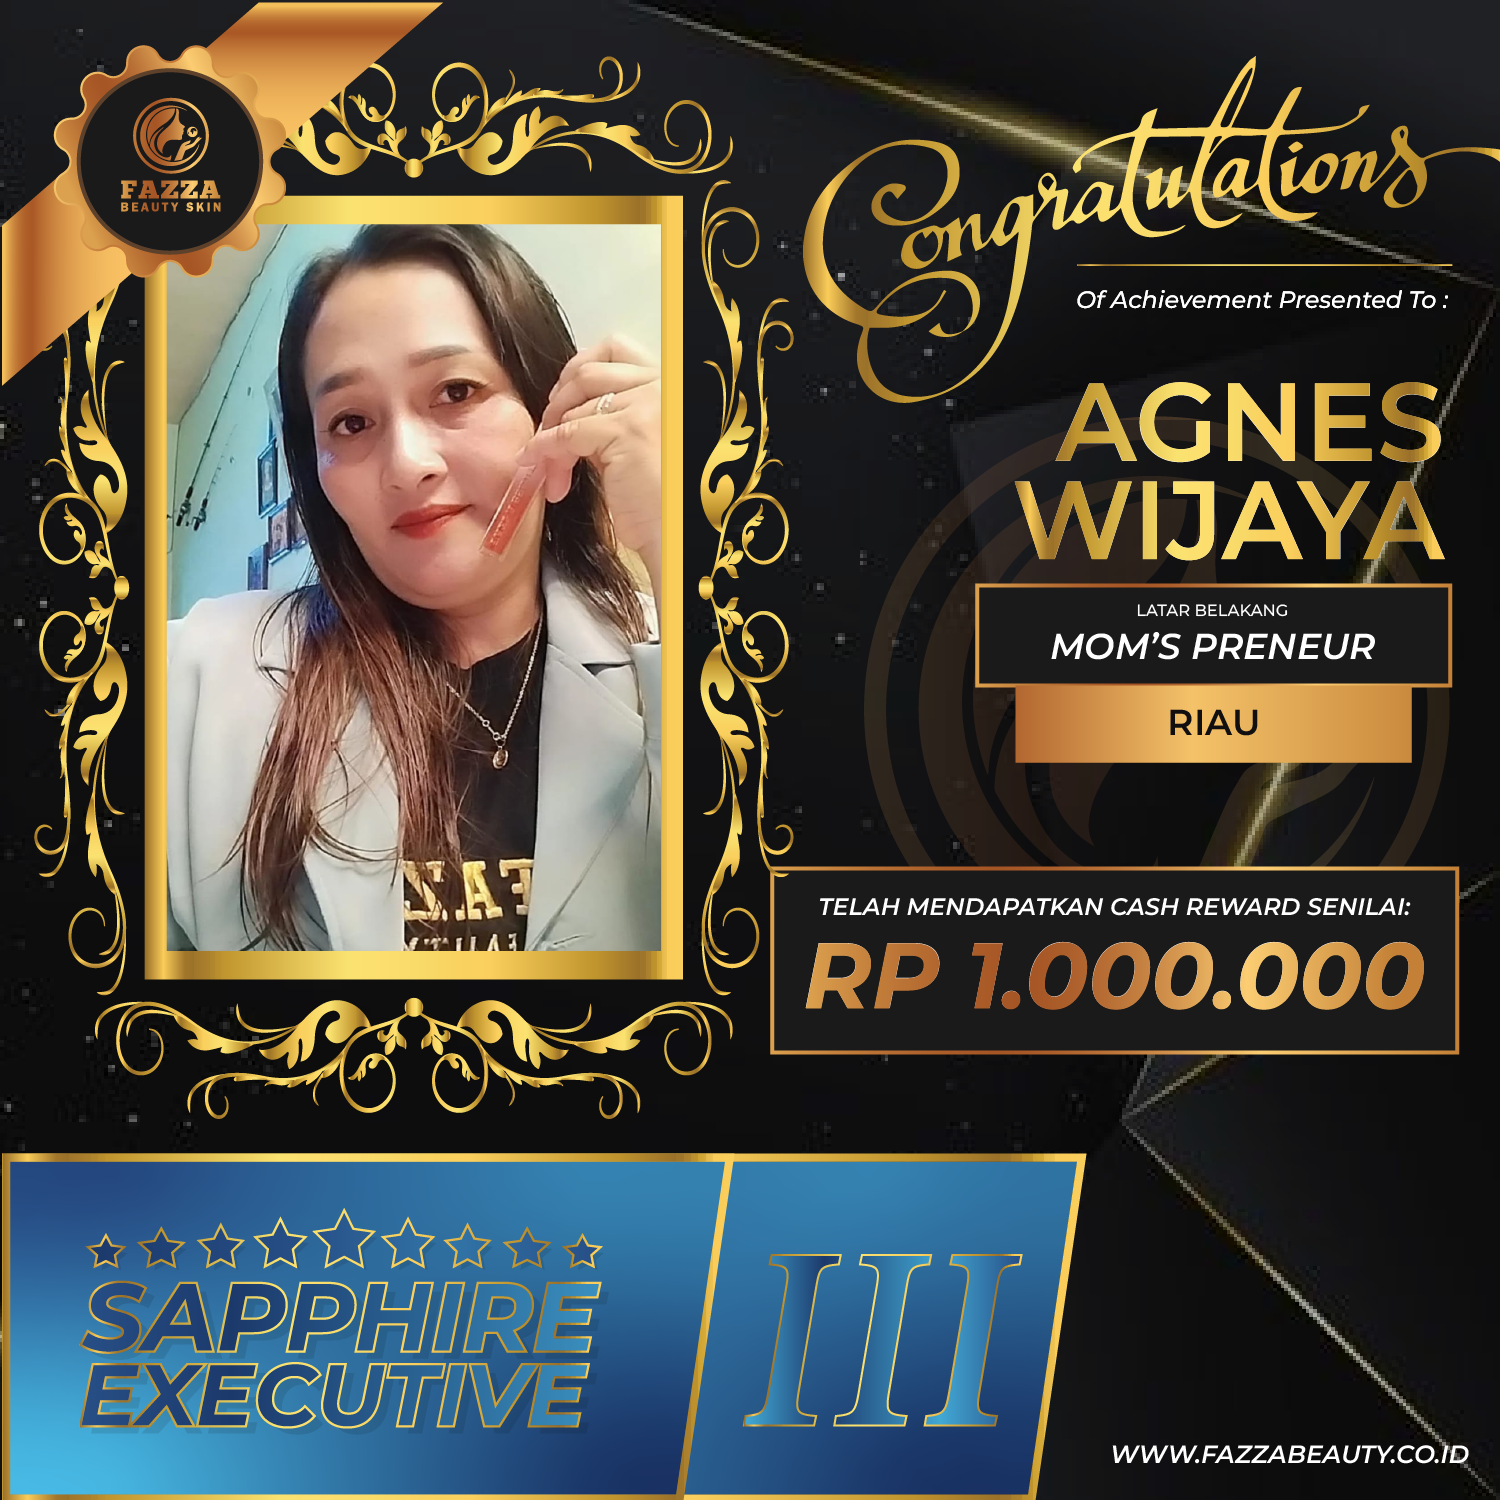 FAZZA
BEAUTY SKIN
Congratulations
Of Achievement Presented To :
AGNES
WIJAYA
LATAR BELAKANG
MOM'S PRENEUR
RIAU
TELAH MENDAPATKAN CASH REWARD SENILAI:
RP 1.000.000
SAPPHIRE
EXECUTIVE
III
WWW.FAZZABEAUTY.CO.ID